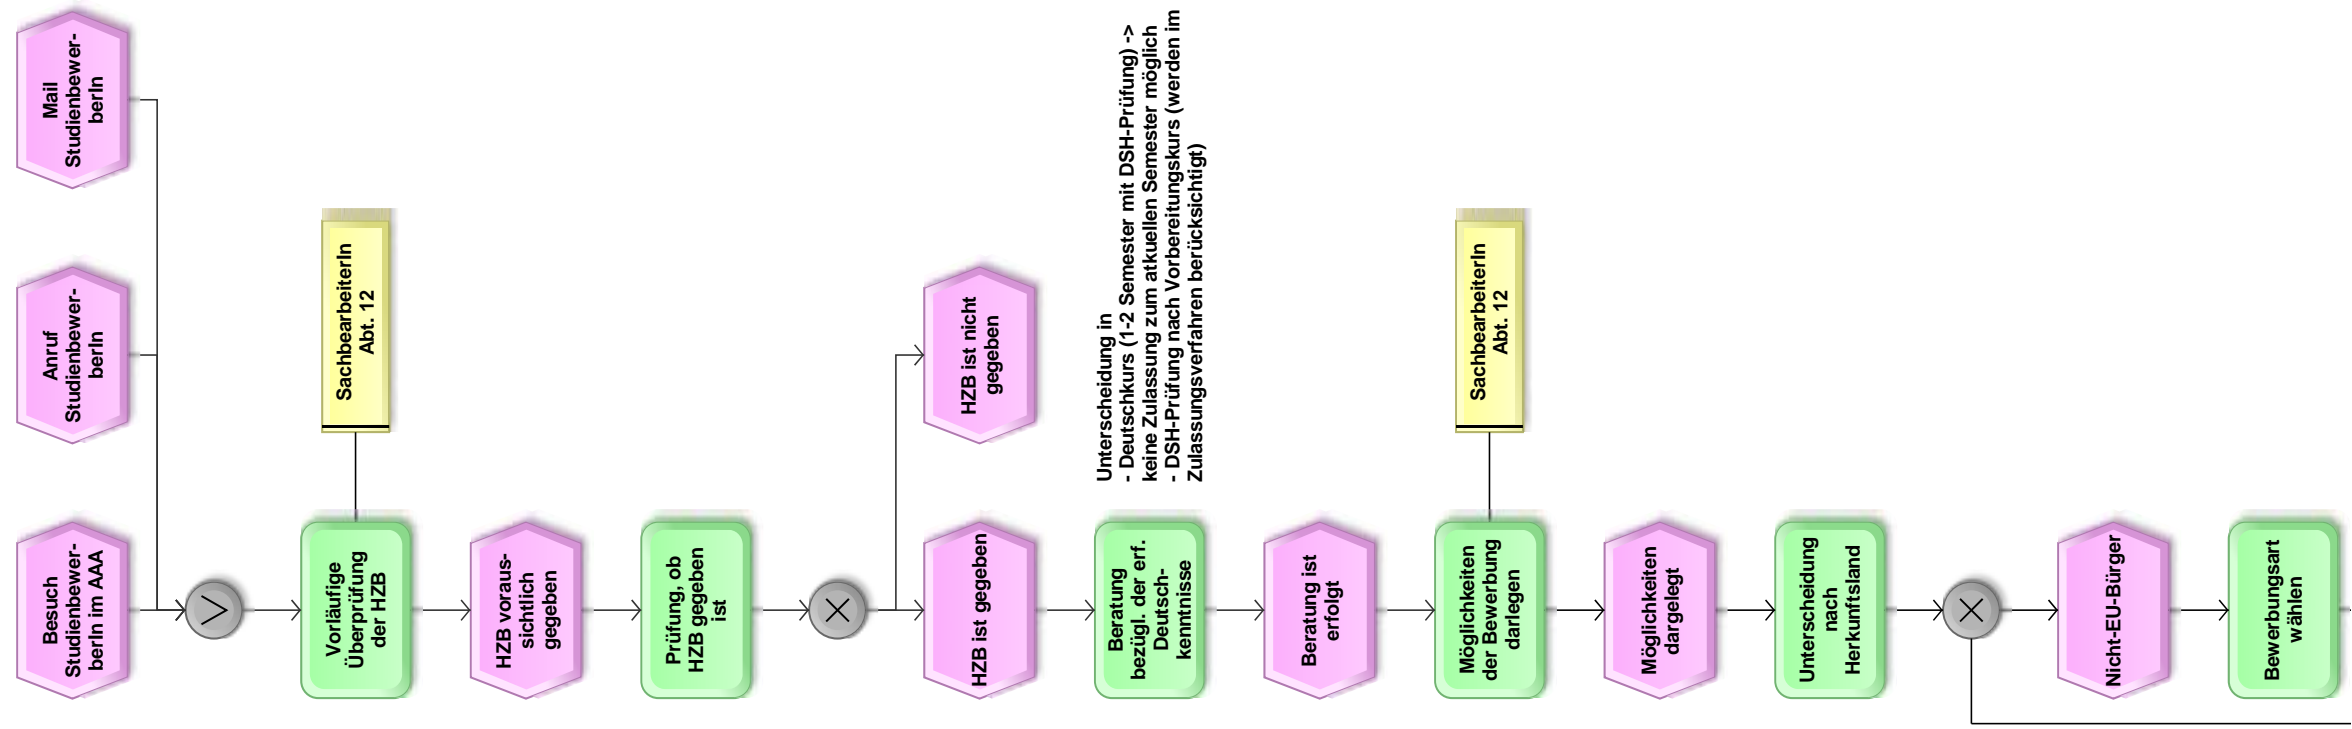 Besuch
Studienbewer-
berIn im AAA
Anruf
Studienbewer-
berIn
Mail
Studienbewer-
berIn
Vorläufige
Überprüfung
der HZB
SachbearbeiterIn
Abt. 12
HZB voraus-
sichtlich
gegeben
Prüfung, ob
HZB gegeben
ist
HZB ist gegeben
HZB ist nicht
gegeben
Beratung
bezügl. der erf.
Deutsch-
kenntnisse
Unterscheidung in
- Deutschkurs (1-2 Semester mit DSH-Prüfung) ->
keine Zulassung zum atkuellen Semester möglich
- DSH-Prüfung nach Vorbereitungskurs (werden im
Zulassungsverfahren berücksichtigt)
Beratung ist
erfolgt
Möglichkeiten
der Bewerbung
darlegen
SachbearbeiterIn
Abt. 12
Möglichkeiten
dargelegt
Unterscheidung
nach
Herkunftsland
Nicht-EU-Bürger
Bewerbungsart
wählen